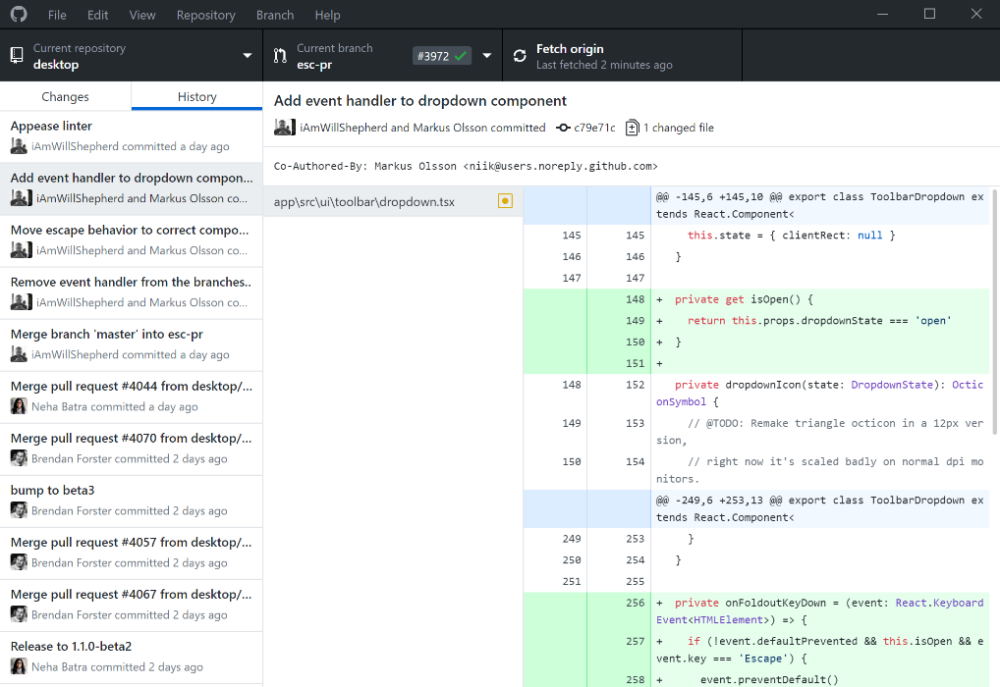 File Edit View Repository Branch Help
Current repository
desktop
Current branch
esc-pr
#3972
Fetch origin
Last fetched 2 minutes ago
Changes
History
Appease linter
iAmWillShepherd committed a day ago
Add event handler to dropdown compon...
iAmWillShepherd and Markus Olsson co...
Move escape behavior to correct compo...
iAmWillShepherd and Markus Olsson co...
Remove event handler from the branches..
iAmWillShepherd and Markus Olsson co...
Merge branch 'master' into esc-pr
iAmWillShepherd committed a day ago
Merge pull request #4044 from desktop/...
Neha Batra committed a day ago
Merge pull request #4070 from desktop/...
Brendan Forster committed 2 days ago
bump to beta3
Brendan Forster committed 2 days ago
Merge pull request #4057 from desktop/...
Brendan Forster committed 2 days ago
Merge pull request #4067 from desktop/...
Brendan Forster committed 2 days ago
Release to 1.1.0-beta2
Neha Batra committed 2 days ago
Add event handler to dropdown component
iAmWillShepherd and Markus Olsson committed c79e71c 1 changed file
Co-Authored-By: Markus Olsson <niik@users.noreply.github.com>
app\src\ui\toolbar\dropdown.tsx
@@ -145,6 +145,10 @@ export class ToolbarDropdown ex
tends React.Component<
145 145 this.state = { clientRect: null }
146 146 }
147 147
148 + private get isOpen() {
149 + return this.props.dropdownState === 'open'
150 + }
151 +
148 152 private dropdownIcon(state: DropdownState): Octic
onSymbol {
149 153 // @TODO: Remake triangle octicon in a 12px ver
sion,
150 154 // right now it's scaled badly on normal dpi mo
nitors.
@@ -249,6 +253,13 @@ export class ToolbarDropdown ex
tends React.Component<
249 253 }
250 254 }
251 255
256 + private onFoldoutKeyDown = (event: React.Keyboard
Event<HTMLElement>) => {
257 + if (!event.defaultPrevented && this.isOpen && e
vent.key === 'Escape') {
258 + event.preventDefault()